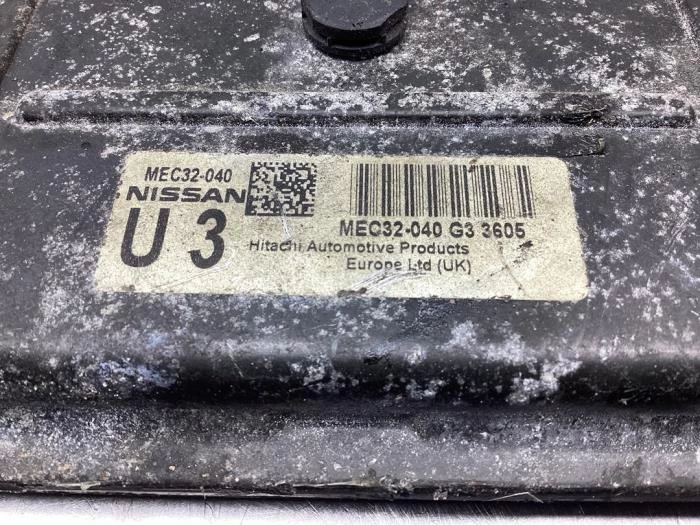 MEC32-040
NISSAN
U 3
MEC32-040 G3 3605
Hitachi Automotive Products
Europe Ltd (UK)